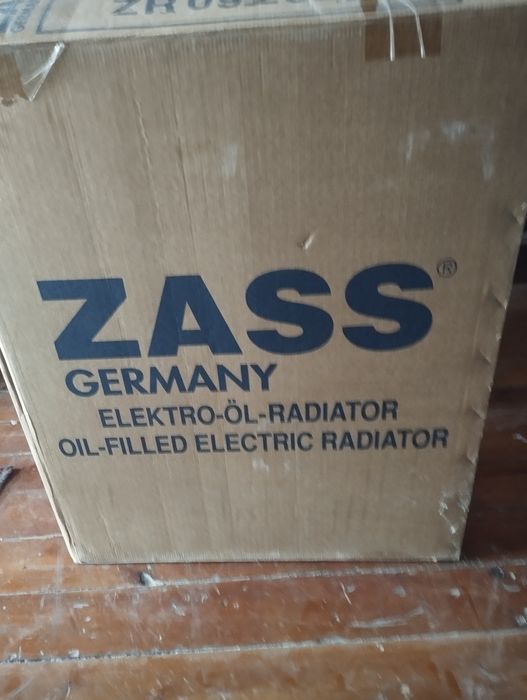 ZASS®
GERMANY
ELEKTRO-ÖL-RADIATOR
OIL-FILLED ELECTRIC RADIATOR